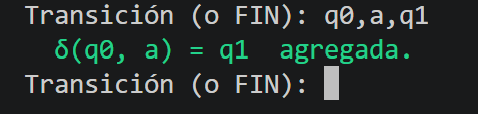 Transición (o FIN): q0,a,q1
δ(q0, a) = q1 agregada.
Transición (o FIN):